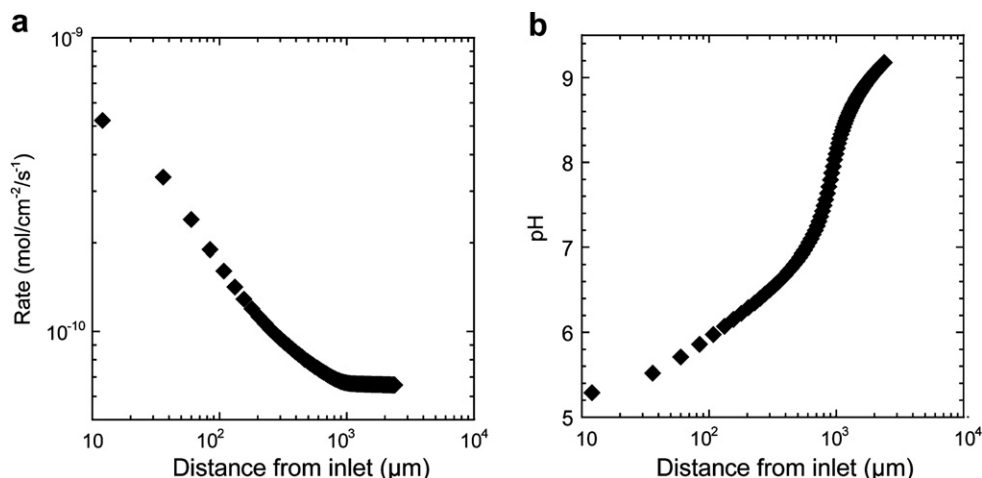 a
10⁻⁹
10⁻¹⁰
Rate (mol/cm⁻²/s⁻¹)
10
10²
10³
10⁴
Distance from inlet (μm)
b
9
8
7
6
5
pH
10
10²
10³
10⁴
Distance from inlet (μm)